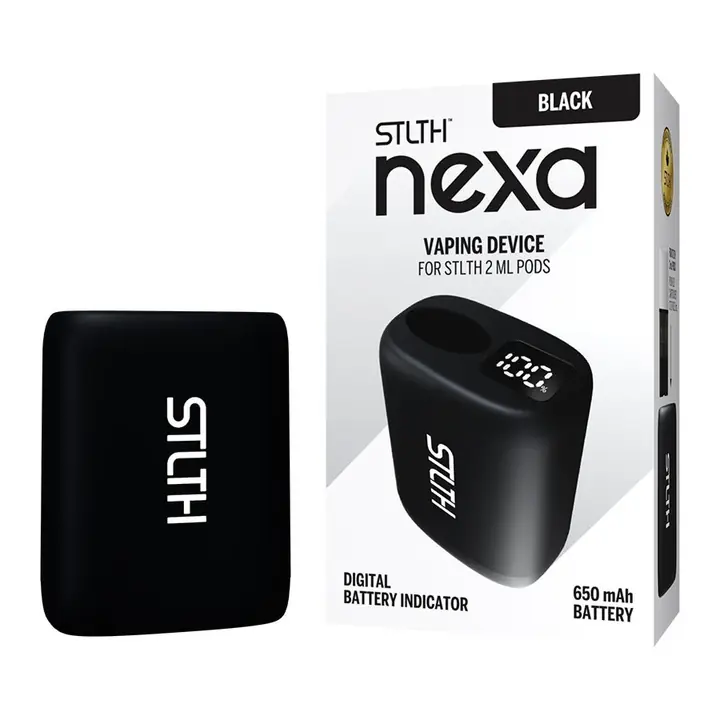 STLTH
BLACK
STLTH™
nexa
VAPING DEVICE
FOR STLTH 2 ML PODS
100%
STLTH
DIGITAL
BATTERY INDICATOR
650 mAh
BATTERY
STLTH